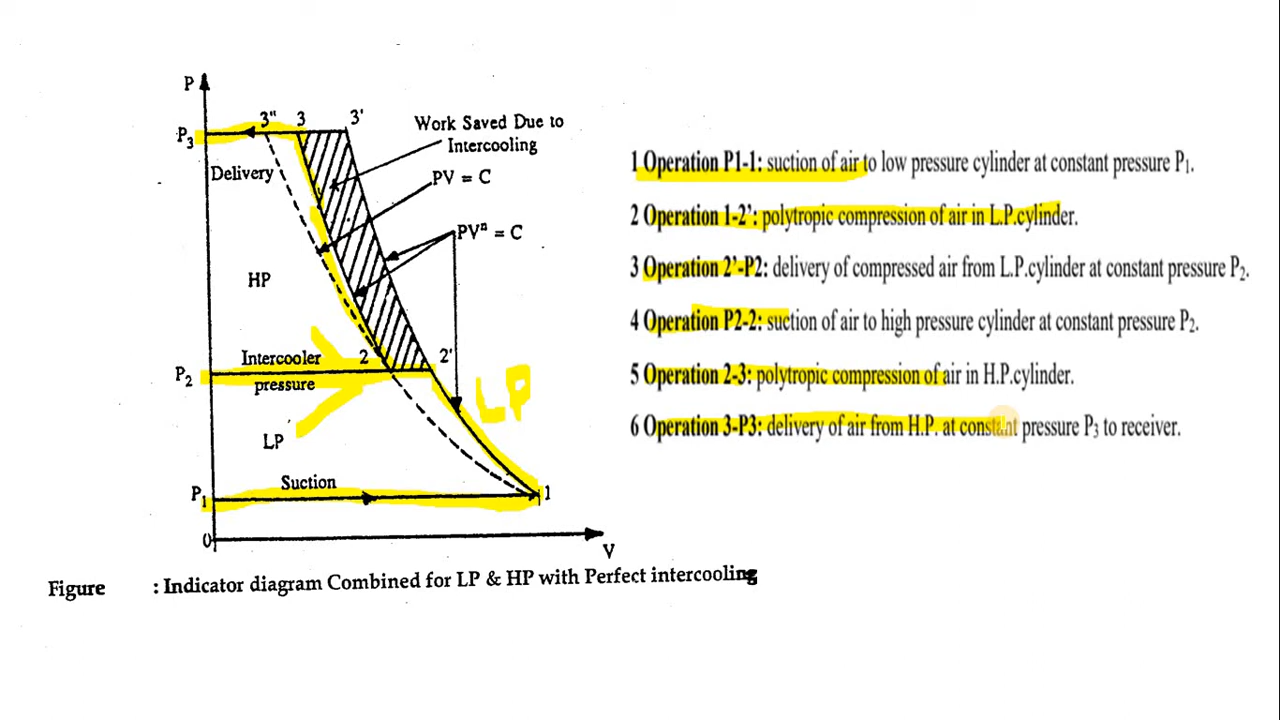 P
3" 3 3'
P3
Work Saved Due to
Intercooling
Delivery
PV = C
PVⁿ = C
HP
Intercooler
2 2'
P2
pressure
LP
LP
P1
Suction
1
0
V
Figure : Indicator diagram Combined for LP & HP with Perfect intercooling
1 Operation P1-1: suction of air to low pressure cylinder at constant pressure P1.
2 Operation 1-2': polytropic compression of air in L.P.cylinder.
3 Operation 2'-P2: delivery of compressed air from L.P.cylinder at constant pressure P2.
4 Operation P2-2: suction of air to high pressure cylinder at constant pressure P2.
5 Operation 2-3: polytropic compression of air in H.P.cylinder.
6 Operation 3-P3: delivery of air from H.P. at constant pressure P3 to receiver.